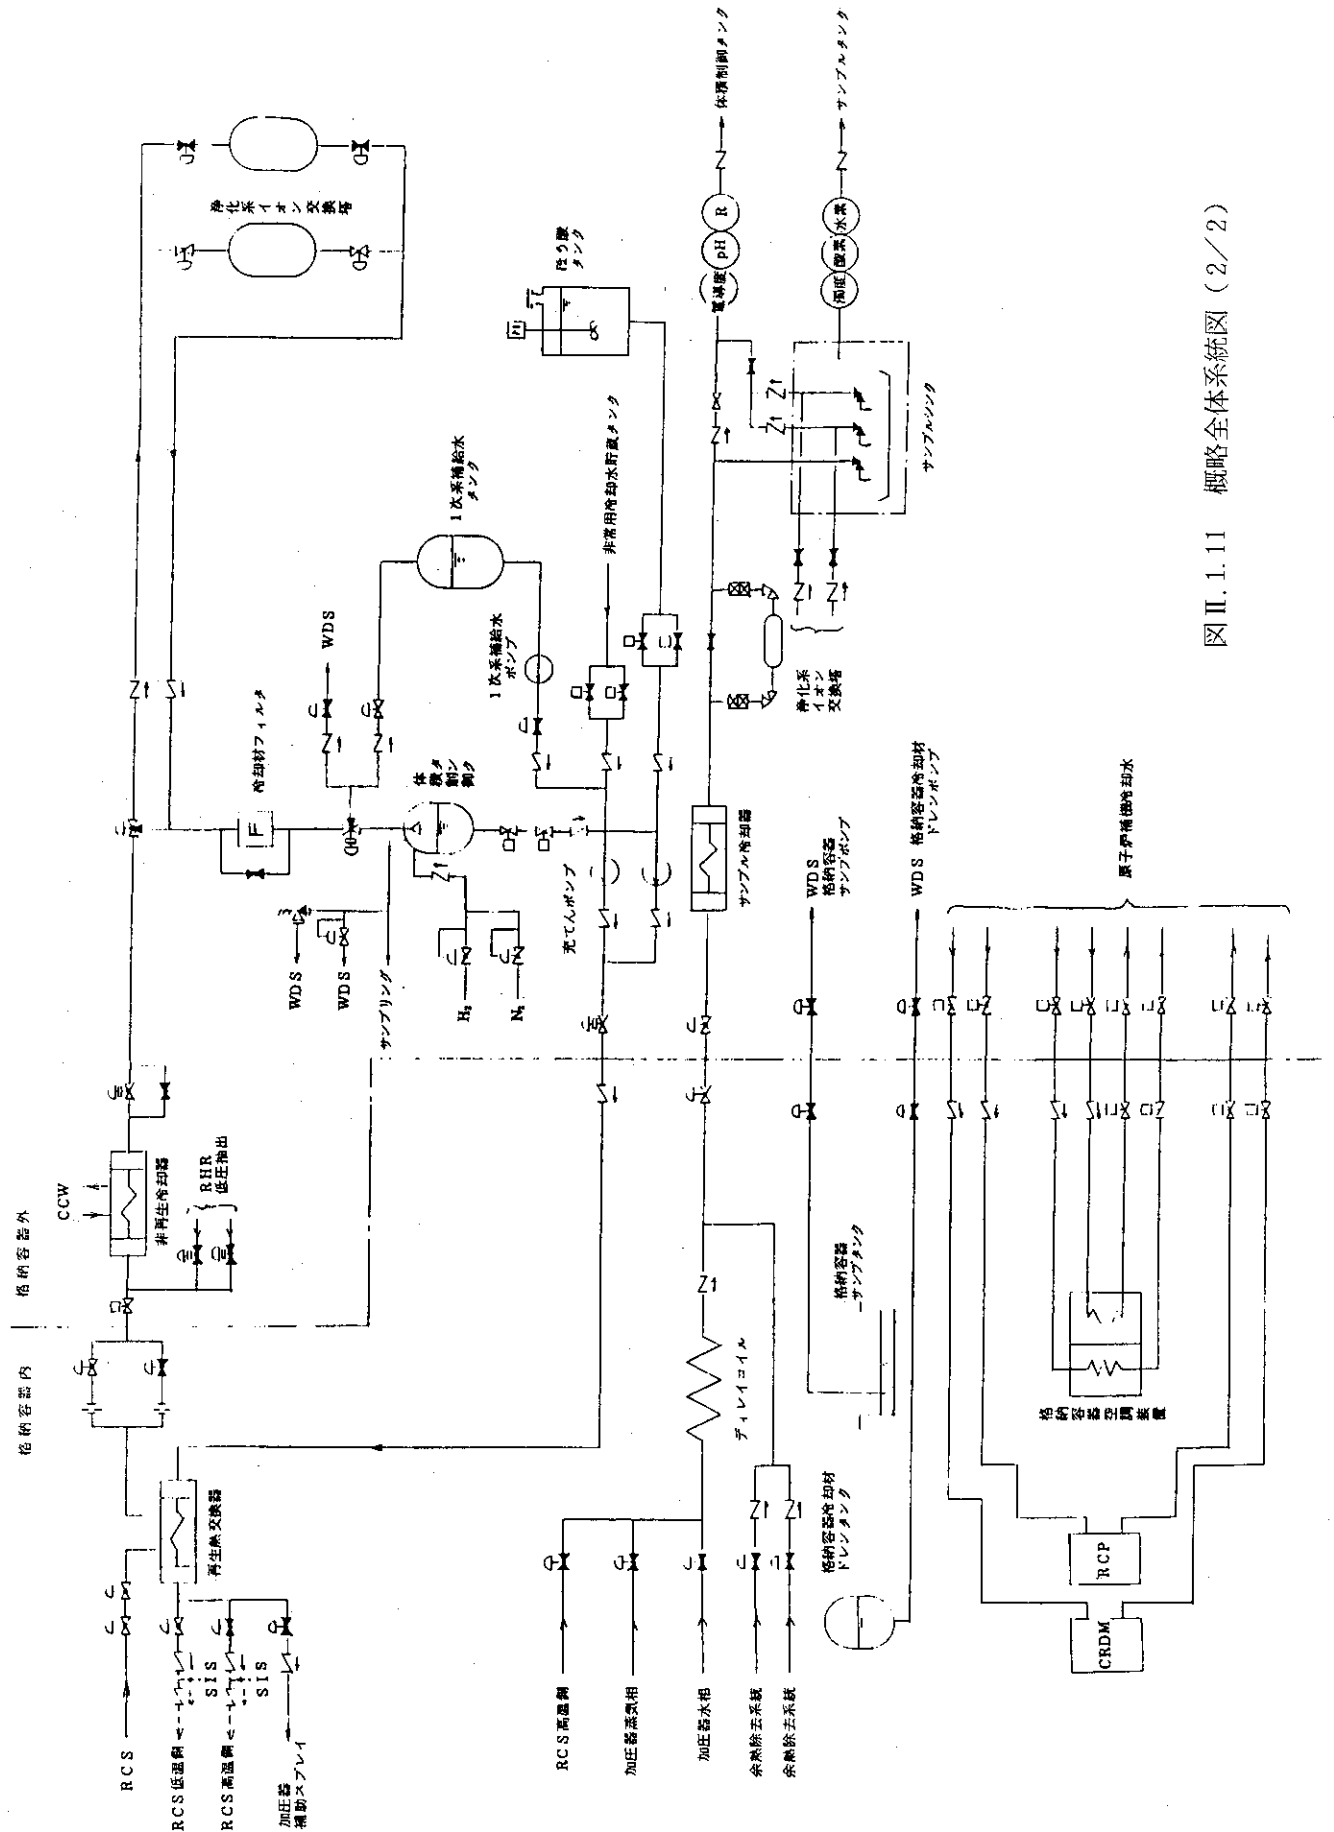 格納容器内
格納容器外
RCS
RCS低温側
SIS
RCS高温側
SIS
加圧器
補助スプレイ
再生熱交換器
CCW
非再生冷却器
RHR
低圧抽出
浄化系イオン交換塔
冷却材フィルタ
F
WDS
WDS
WDS
サンプリング
H₂
N₂
体積制御タンク
1次系補給水
タンク
1次系補給水
ポンプ
非常用冷却水貯蔵タンク
ほう酸
タンク
M
充てんポンプ
RCS高温側
加圧器蒸気相
加圧器水相
余熱除去系統
余熱除去系統
ディレイコイル
サンプル冷却器
浄化系
イオン
交換塔
サンプルシンク
電導度
pH
R
体積制御タンク
濁度
酸素
水素
サンプルタンク
格納容器冷却材
ドレンタンク
格納容器
サンプタンク
WDS
格納容器
サンプポンプ
WDS 格納容器冷却材
ドレンポンプ
CRDM
RCP
格納容器空調装置
原子炉補機冷却水
図Ⅱ.1.11 概略全体系統図(2/2)